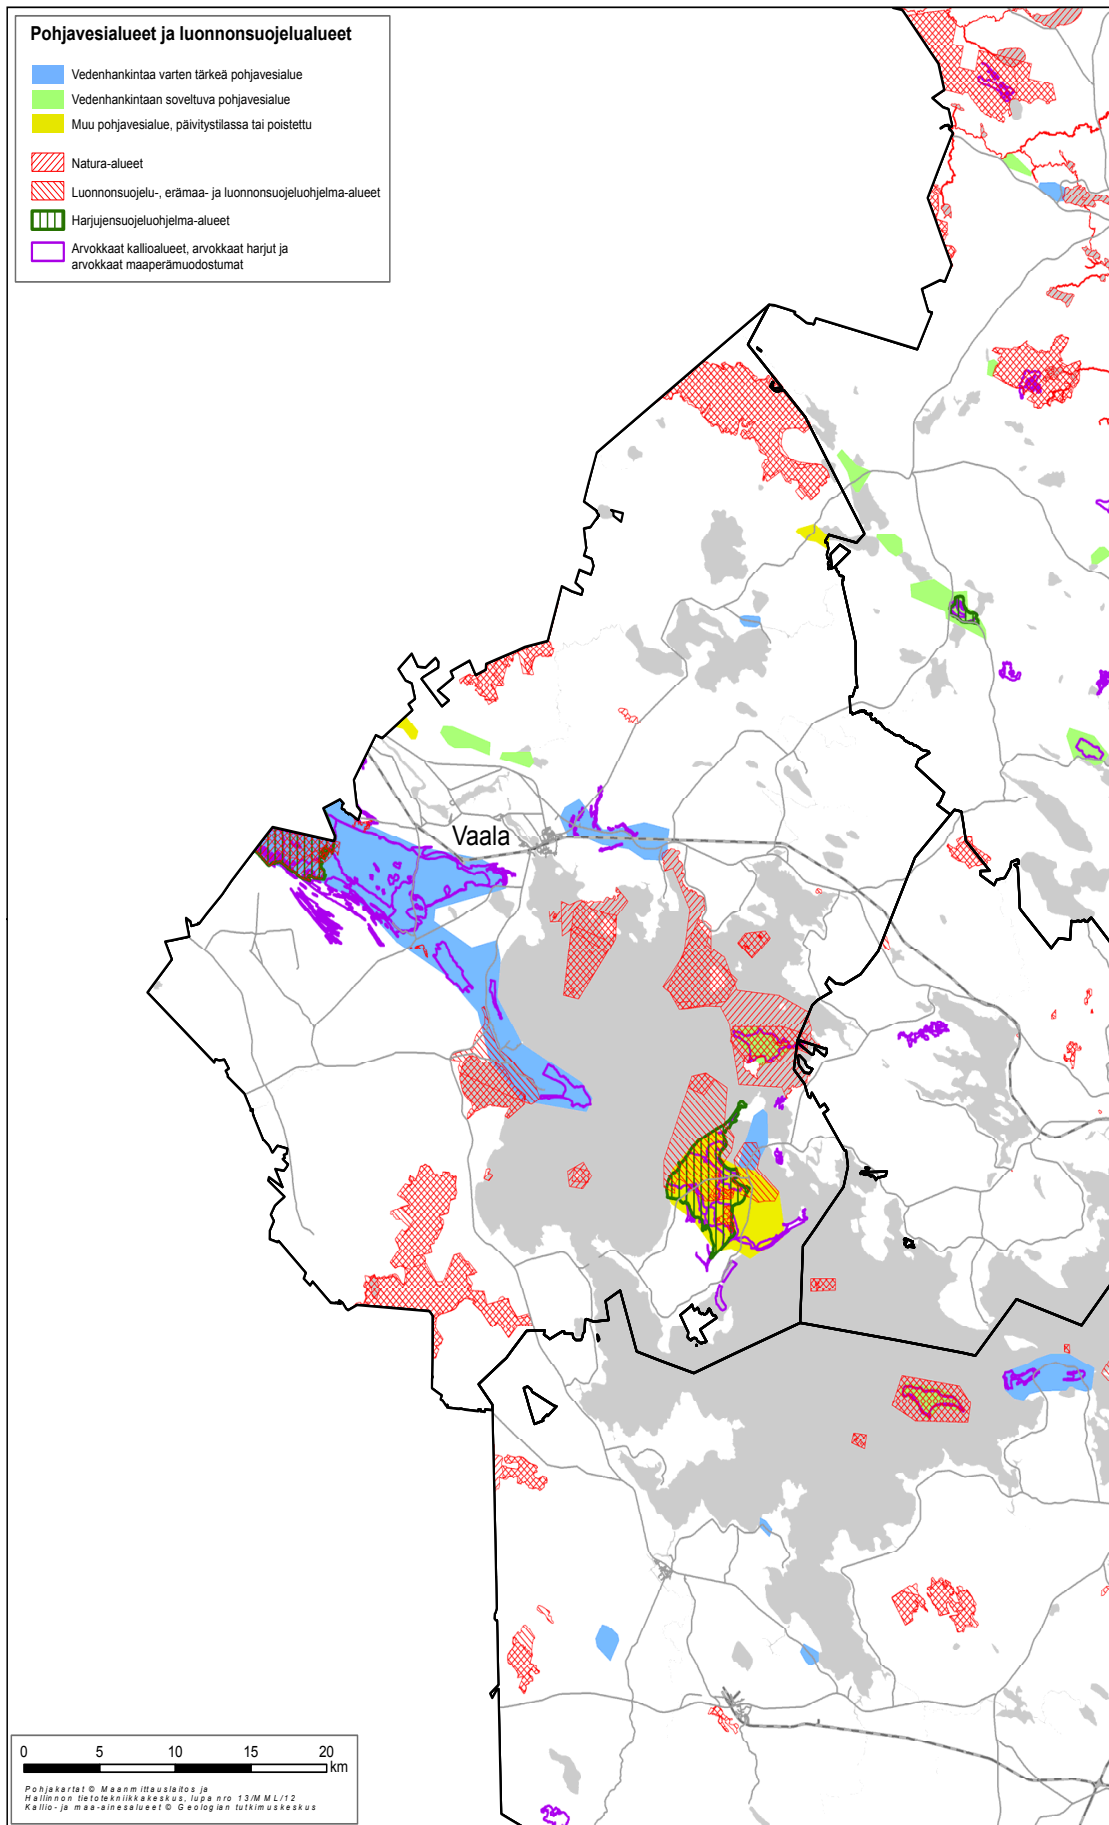 Pohjavesialueet ja luonnonsuojelualueet
Vedenhankintaa varten tärkeä pohjavesialue
Vedenhankintaan soveltuva pohjavesialue
Muu pohjavesialue, päivitystilassa tai poistettu
Natura-alueet
Luonnonsuojelu-, erämaa- ja luonnonsuojeluohjelma-alueet
Harjujensuojeluohjelma-alueet
Arvokkaat kallioalueet, arvokkaat harjut ja
arvokkaat maaperämuodostumat
Vaala
0 5 10 15 20
km
Pohjakartat © Maanmittauslaitos ja
Hallinnon tietotekniikkakeskus, lupa nro 13/MML/12
Kallio- ja maa-ainesalueet © Geologian tutkimuskeskus